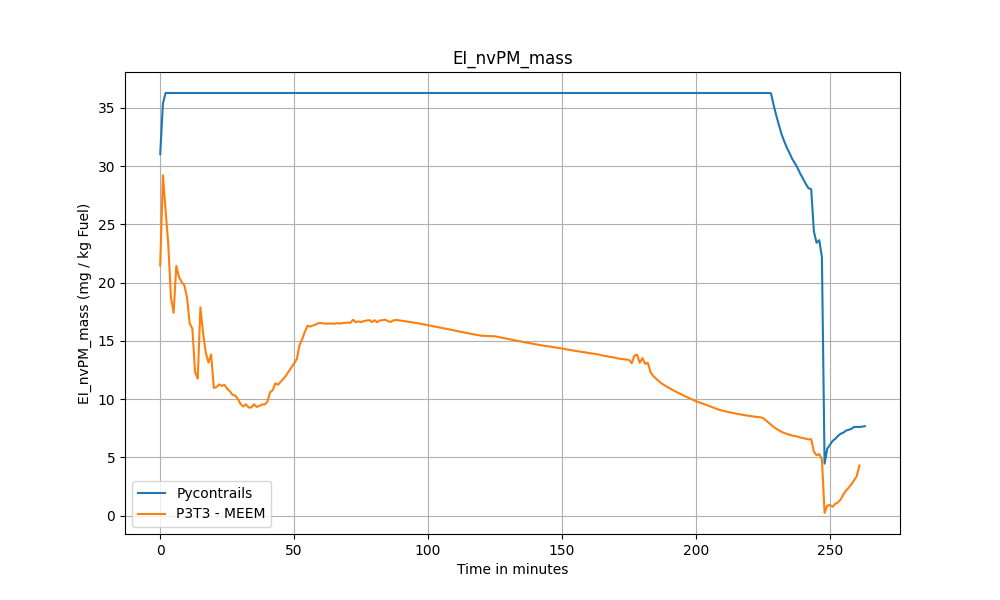 EI_nvPM_mass
EI_nvPM_mass (mg / kg Fuel)
35
30
25
20
15
10
5
0
Pycontrails
P3T3 - MEEM
0 50 100 150 200 250
Time in minutes